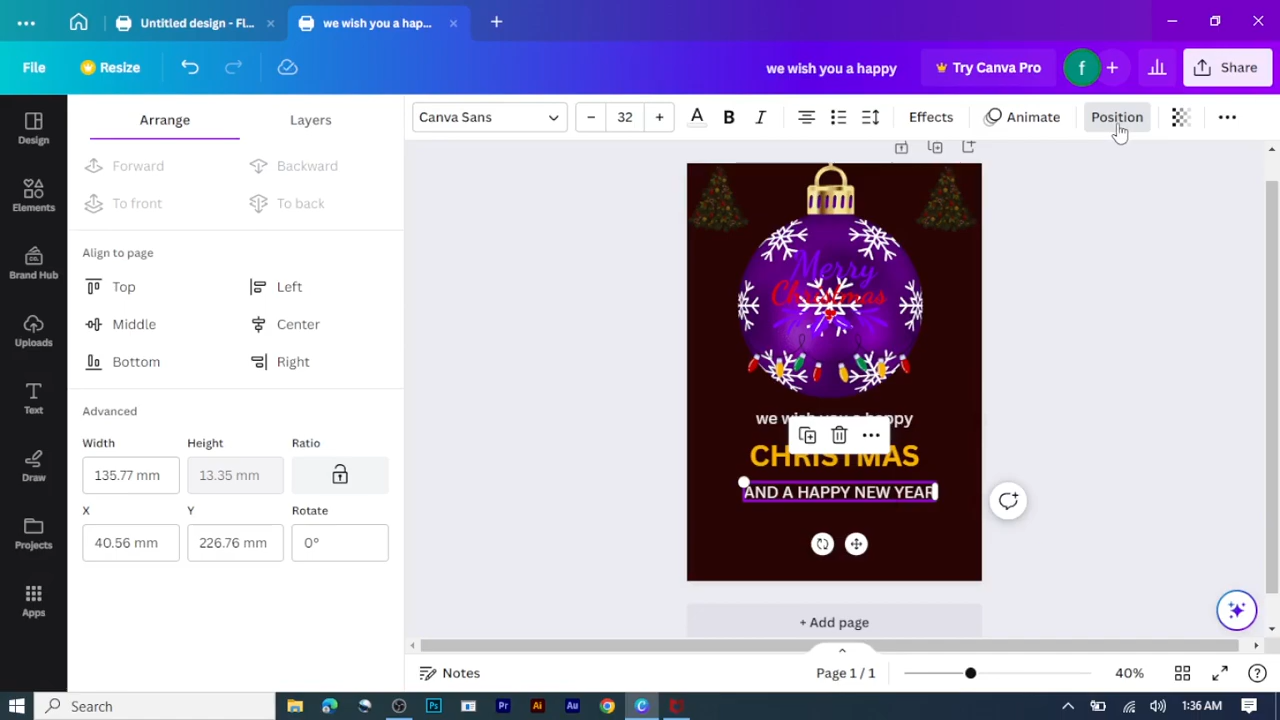 Untitled design - Fl...
we wish you a hap...
File
Resize
we wish you a happy
Try Canva Pro
f
Share
Canva Sans
32
A
B
I
Effects
Animate
Position
Design
Elements
Brand Hub
Uploads
Text
Draw
Projects
Apps
Arrange
Layers
Forward
Backward
To front
To back
Align to page
Top
Left
Middle
Center
Bottom
Right
Advanced
Width
Height
Ratio
135.77 mm
13.35 mm
X
Y
Rotate
40.56 mm
226.76 mm
0°
Merry
Christmas
we wish you a happy
CHRISTMAS
AND A HAPPY NEW YEAR
+ Add page
Notes
Page 1 / 1
40%
Search
Ps
Pr
Ai
Au
1:36 AM